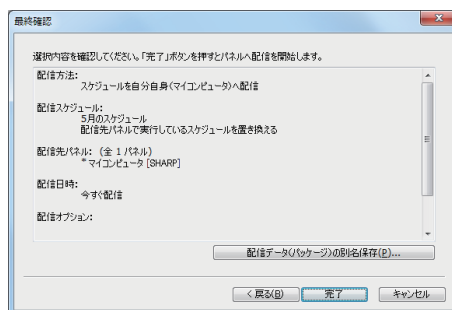 最終確認
選択内容を確認してください。「完了」ボタンを押すとパネルへ配信を開始します。
配信方法:
スケジュールを自分自身(マイコンピュータ)へ配信
配信スケジュール:
5月のスケジュール
配信先パネルで実行しているスケジュールを置き換える
配信先パネル: (全 1 パネル)
* マイコンピュータ [SHARP]
配信日時:
今すぐ配信
配信オプション:
配信データ(パッケージ)の別名保存(P)...
< 戻る(B)
完了
キャンセル